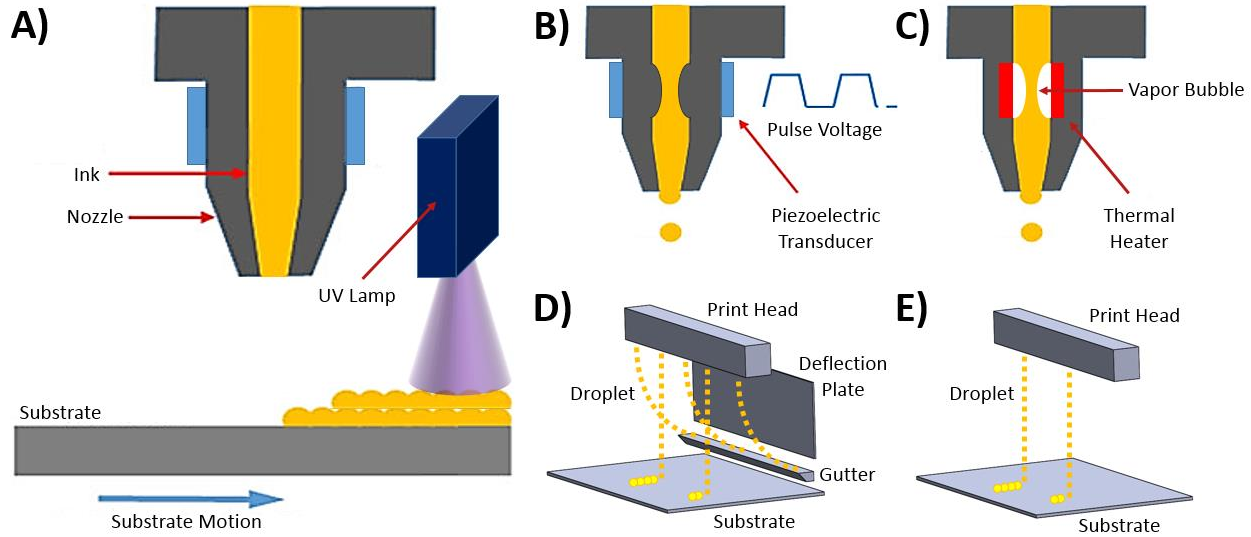 A)
Ink
Nozzle
UV Lamp
Substrate
Substrate Motion
B)
Pulse Voltage
Piezoelectric
Transducer
C)
Vapor Bubble
Thermal
Heater
D)
Print Head
Deflection
Plate
Droplet
Gutter
Substrate
E)
Print Head
Droplet
Substrate